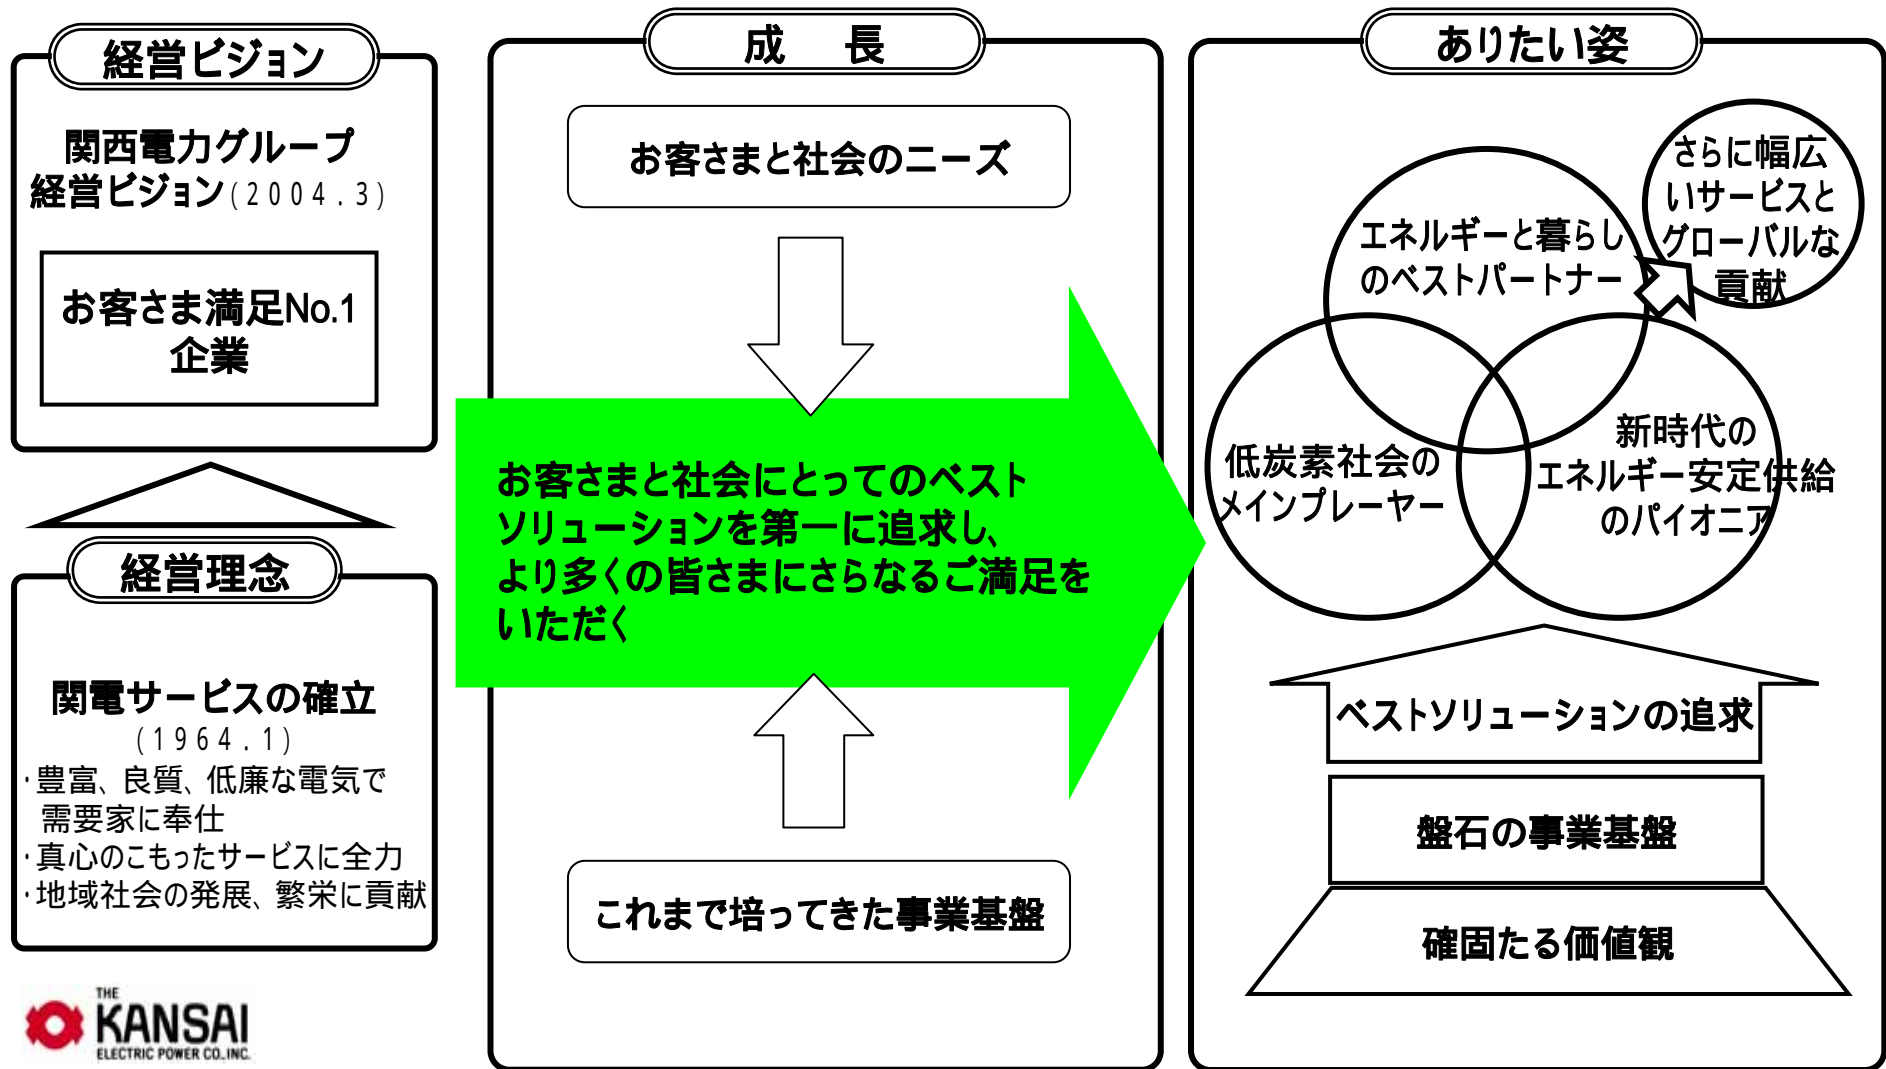 経営ビジョン
関西電力グループ
経営ビジョン(2004.3)
お客さま満足No.1
企業
経営理念
関電サービスの確立
(1964.1)
・豊富、良質、低廉な電気で
需要家に奉仕
・真心のこもったサービスに全力
・地域社会の発展、繁栄に貢献
THE
KANSAI
ELECTRIC POWER CO.,INC.
成 長
お客さまと社会のニーズ
お客さまと社会にとってのベスト
ソリューションを第一に追求し、
より多くの皆さまにさらなるご満足を
いただく
これまで培ってきた事業基盤
ありたい姿
さらに幅広
いサービスと
グローバルな
貢献
エネルギーと暮らし
のベストパートナー
低炭素社会の
メインプレーヤー
新時代の
エネルギー安定供給
のパイオニア
ベストソリューションの追求
盤石の事業基盤
確固たる価値観